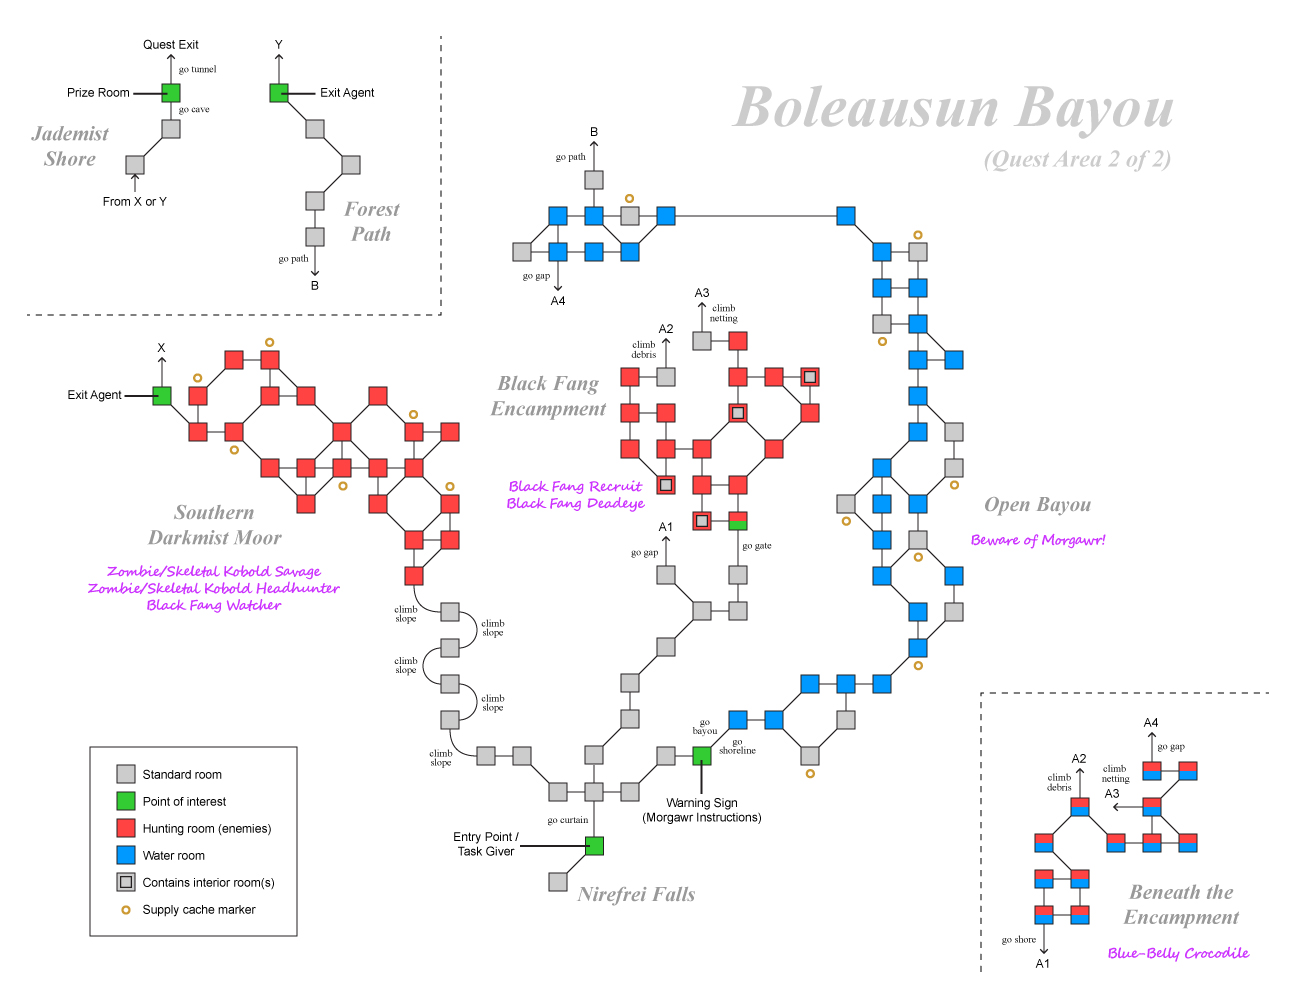 Boleausun Bayou
(Quest Area 2 of 2)
Quest Exit
go tunnel
Prize Room
go cave
Jademist
Shore
From X or Y
Y
Exit Agent
Forest
Path
go path
B
B
go path
go gap
A4
X
Exit Agent
Southern
Darkmist Moor
Zombie/Skeletal Kobold Savage
Zombie/Skeletal Kobold Headhunter
Black Fang Watcher
A3
climb
netting
A2
climb
debris
Black Fang
Encampment
Black Fang Recruit
Black Fang Deadeye
A1
go gap
go gate
Open Bayou
Beware of Morgawr!
climb
slope
climb
slope
climb
slope
climb
slope
climb
slope
go
bayou
go
shoreline
Warning Sign
(Morgawr Instructions)
go curtain
Entry Point /
Task Giver
Nirefrei Falls
Standard room
Point of interest
Hunting room (enemies)
Water room
Contains interior room(s)
Supply cache marker
A4
go gap
A2
climb
debris
climb
netting
A3
Beneath the
Encampment
go shore
A1
Blue-Belly Crocodile